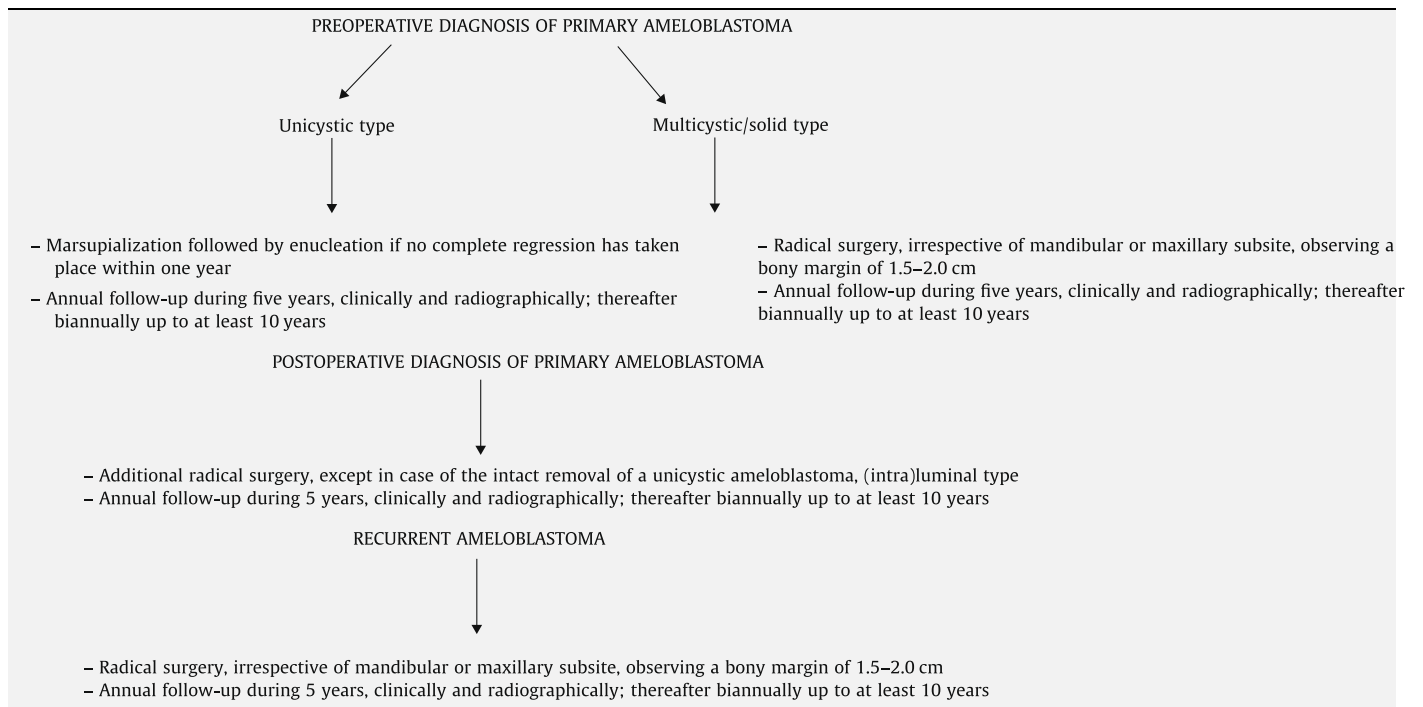 PREOPERATIVE DIAGNOSIS OF PRIMARY AMELOBLASTOMA
Unicystic type
Multicystic/solid type
– Marsupialization followed by enucleation if no complete regression has taken
place within one year
– Annual follow-up during five years, clinically and radiographically; thereafter
biannually up to at least 10 years
– Radical surgery, irrespective of mandibular or maxillary subsite, observing a
bony margin of 1.5–2.0 cm
– Annual follow-up during five years, clinically and radiographically; thereafter
biannually up to at least 10 years
POSTOPERATIVE DIAGNOSIS OF PRIMARY AMELOBLASTOMA
– Additional radical surgery, except in case of the intact removal of a unicystic ameloblastoma, (intra)luminal type
– Annual follow-up during 5 years, clinically and radiographically; thereafter biannually up to at least 10 years
RECURRENT AMELOBLASTOMA
– Radical surgery, irrespective of mandibular or maxillary subsite, observing a bony margin of 1.5–2.0 cm
– Annual follow-up during 5 years, clinically and radiographically; thereafter biannually up to at least 10 years